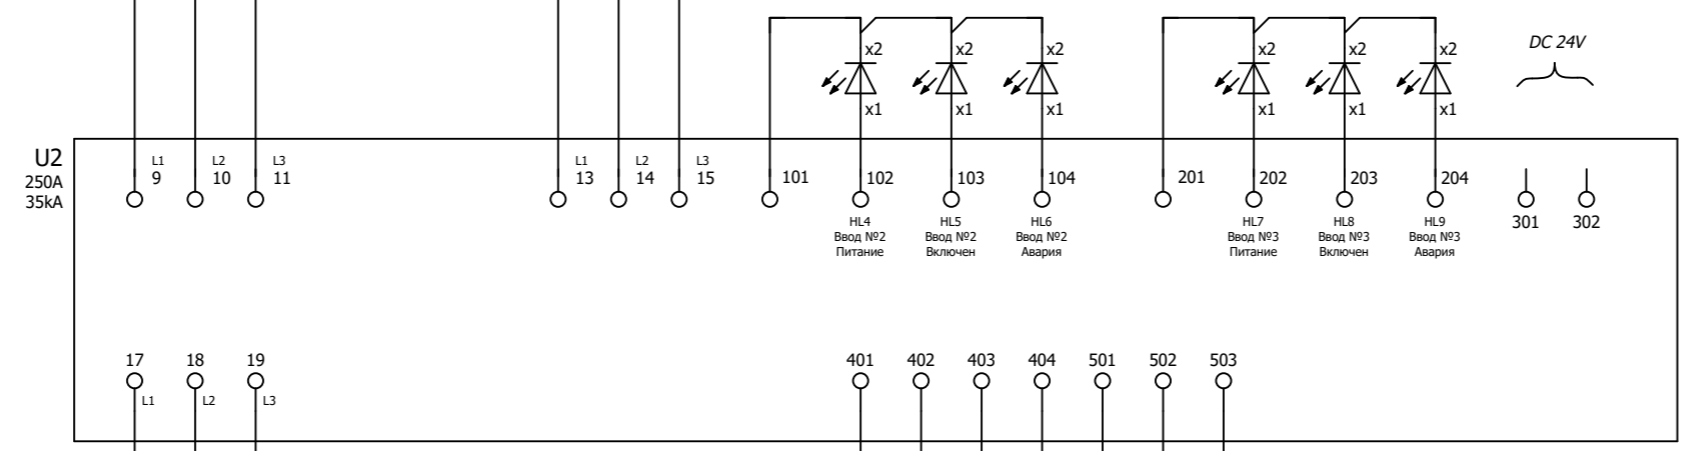 DC 24V
x2 x2 x2 x2 x2 x2
x1 x1 x1 x1 x1 x1
U2
250A
35kA
L1 L2 L3 L1 L2 L3
9 10 11 13 14 15 101 102 103 104 201 202 203 204
301 302
HL4 HL5 HL6 HL7 HL8 HL9
Ввод №2 Ввод №2 Ввод №2 Ввод №3 Ввод №3 Ввод №3
Питание Включен Авария Питание Включен Авария
17 18 19 401 402 403 404 501 502 503
L1 L2 L3